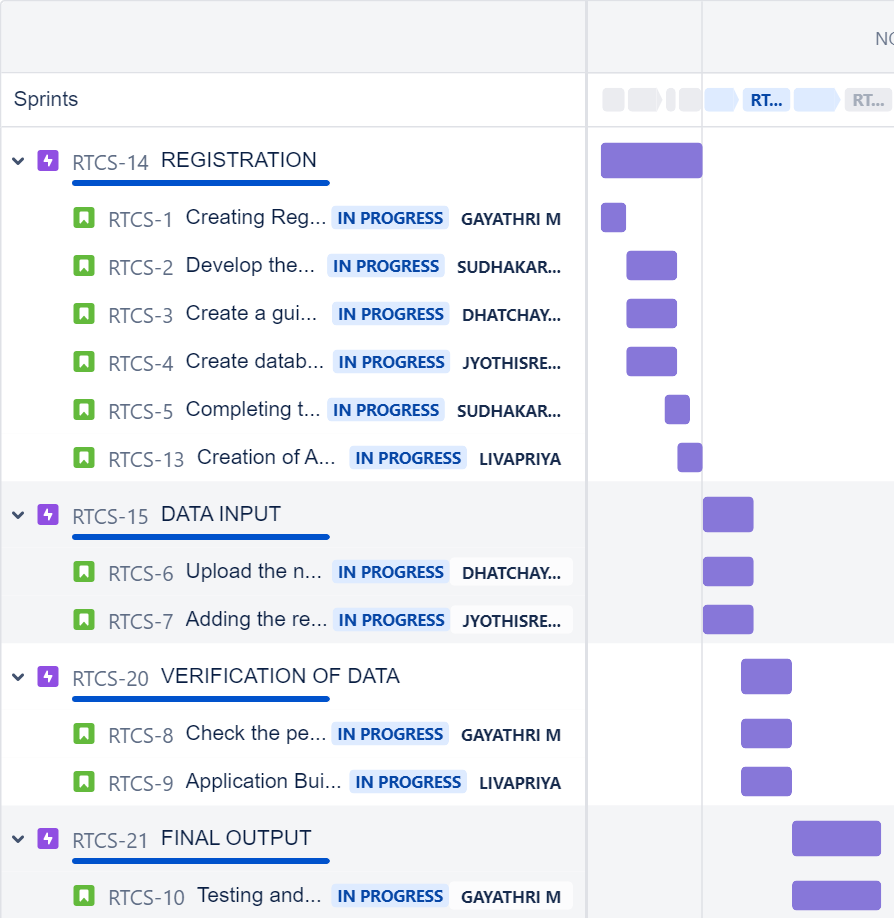 NO
Sprints RT... RT...
RTCS-14 REGISTRATION
RTCS-1 Creating Reg... IN PROGRESS GAYATHRI M
RTCS-2 Develop the... IN PROGRESS SUDHAKAR...
RTCS-3 Create a gui... IN PROGRESS DHATCHAY...
RTCS-4 Create datab... IN PROGRESS JYOTHISRE...
RTCS-5 Completing t... IN PROGRESS SUDHAKAR...
RTCS-13 Creation of A... IN PROGRESS LIVAPRIYA
RTCS-15 DATA INPUT
RTCS-6 Upload the n... IN PROGRESS DHATCHAY...
RTCS-7 Adding the re... IN PROGRESS JYOTHISRE...
RTCS-20 VERIFICATION OF DATA
RTCS-8 Check the pe... IN PROGRESS GAYATHRI M
RTCS-9 Application Bui... IN PROGRESS LIVAPRIYA
RTCS-21 FINAL OUTPUT
RTCS-10 Testing and... IN PROGRESS GAYATHRI M